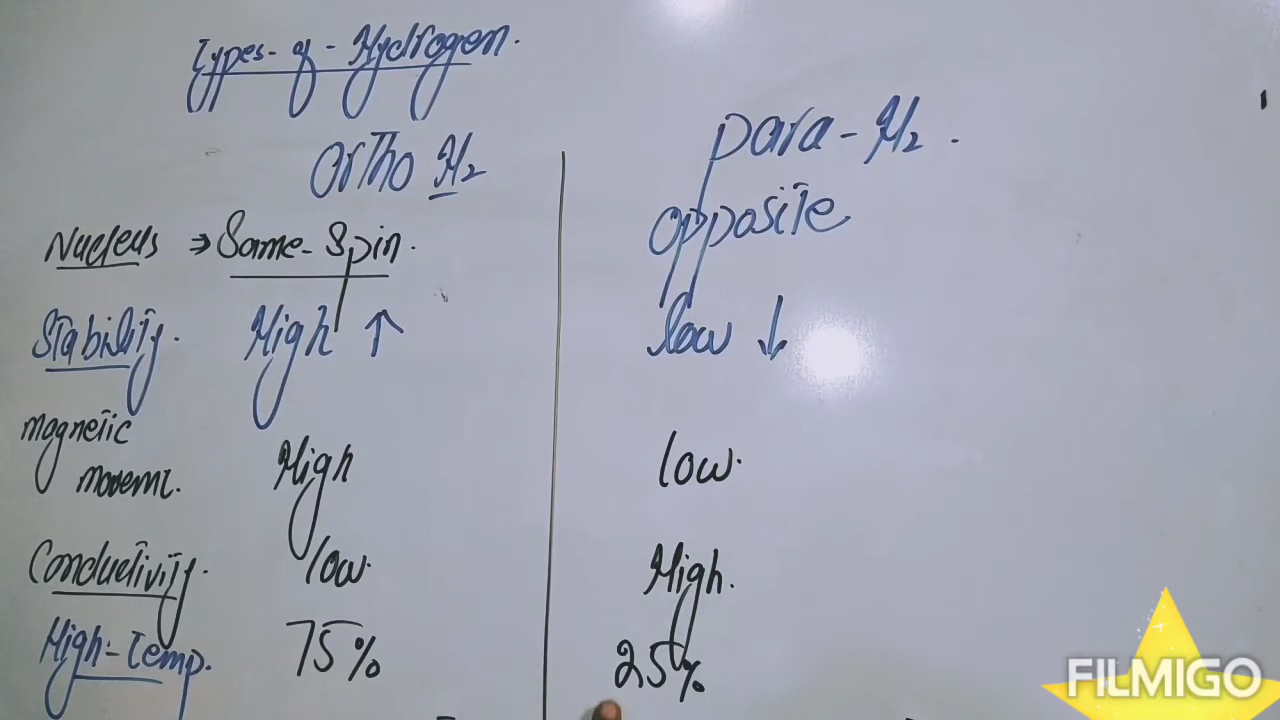 Types-of-Hydrogen.
Ortho H2
para-H2.
Nucleus → Same-Spin.
opposite
Stability. High ↑
low ↓
magnetic
movemt.
High
low.
Conductivity. low.
High.
High-Temp. 75%
25%
FILMIGO